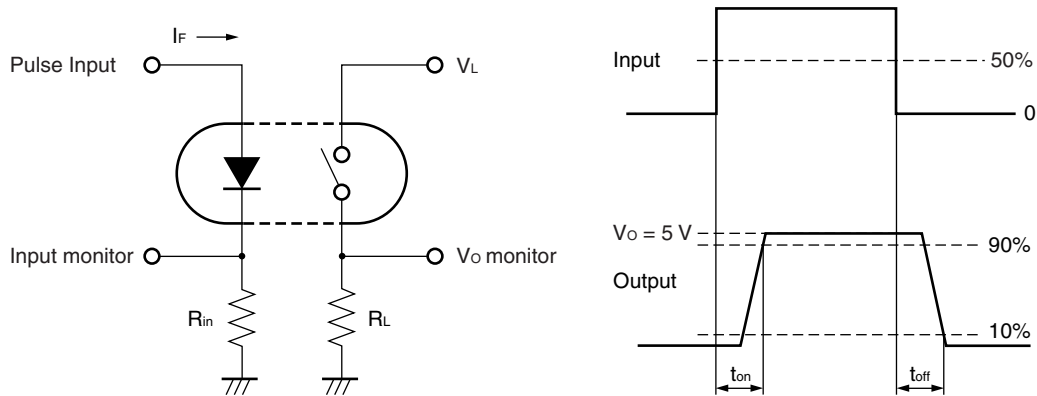 IF
Pulse Input
VL
Input monitor
VO monitor
Rin
RL
Input
50%
0
VO = 5 V
90%
Output
10%
ton
toff